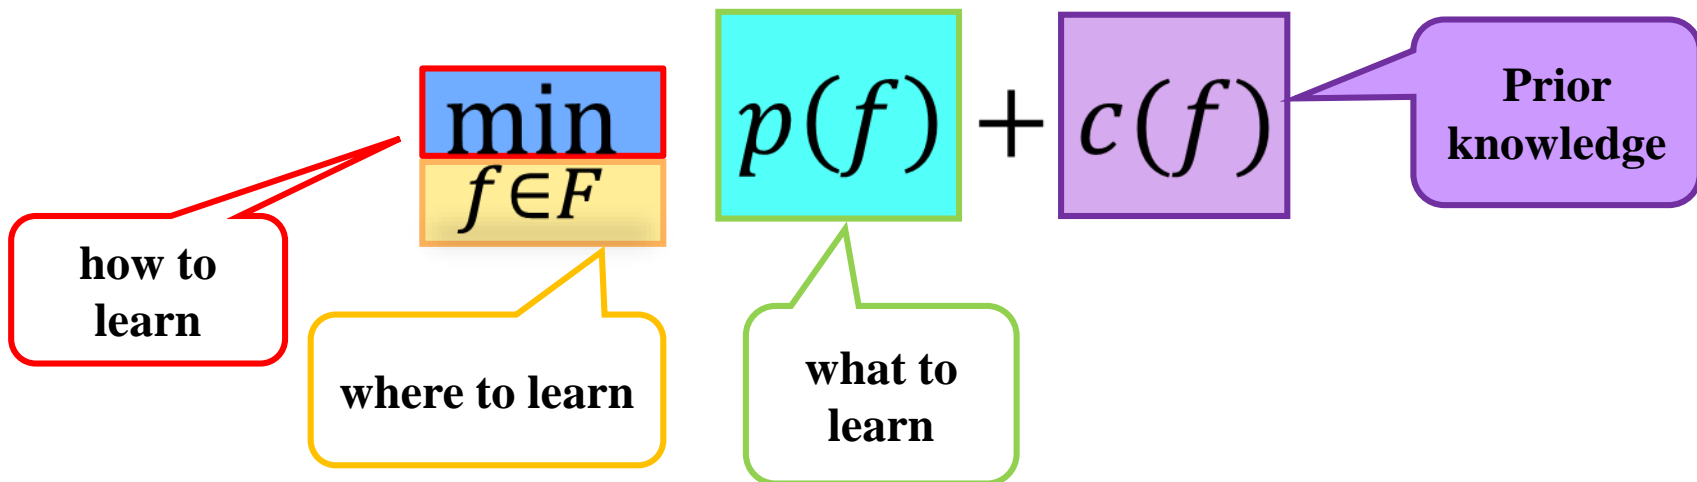 min
f∈F
p(f) + c(f)
Prior
knowledge
how to
learn
where to learn
what to
learn